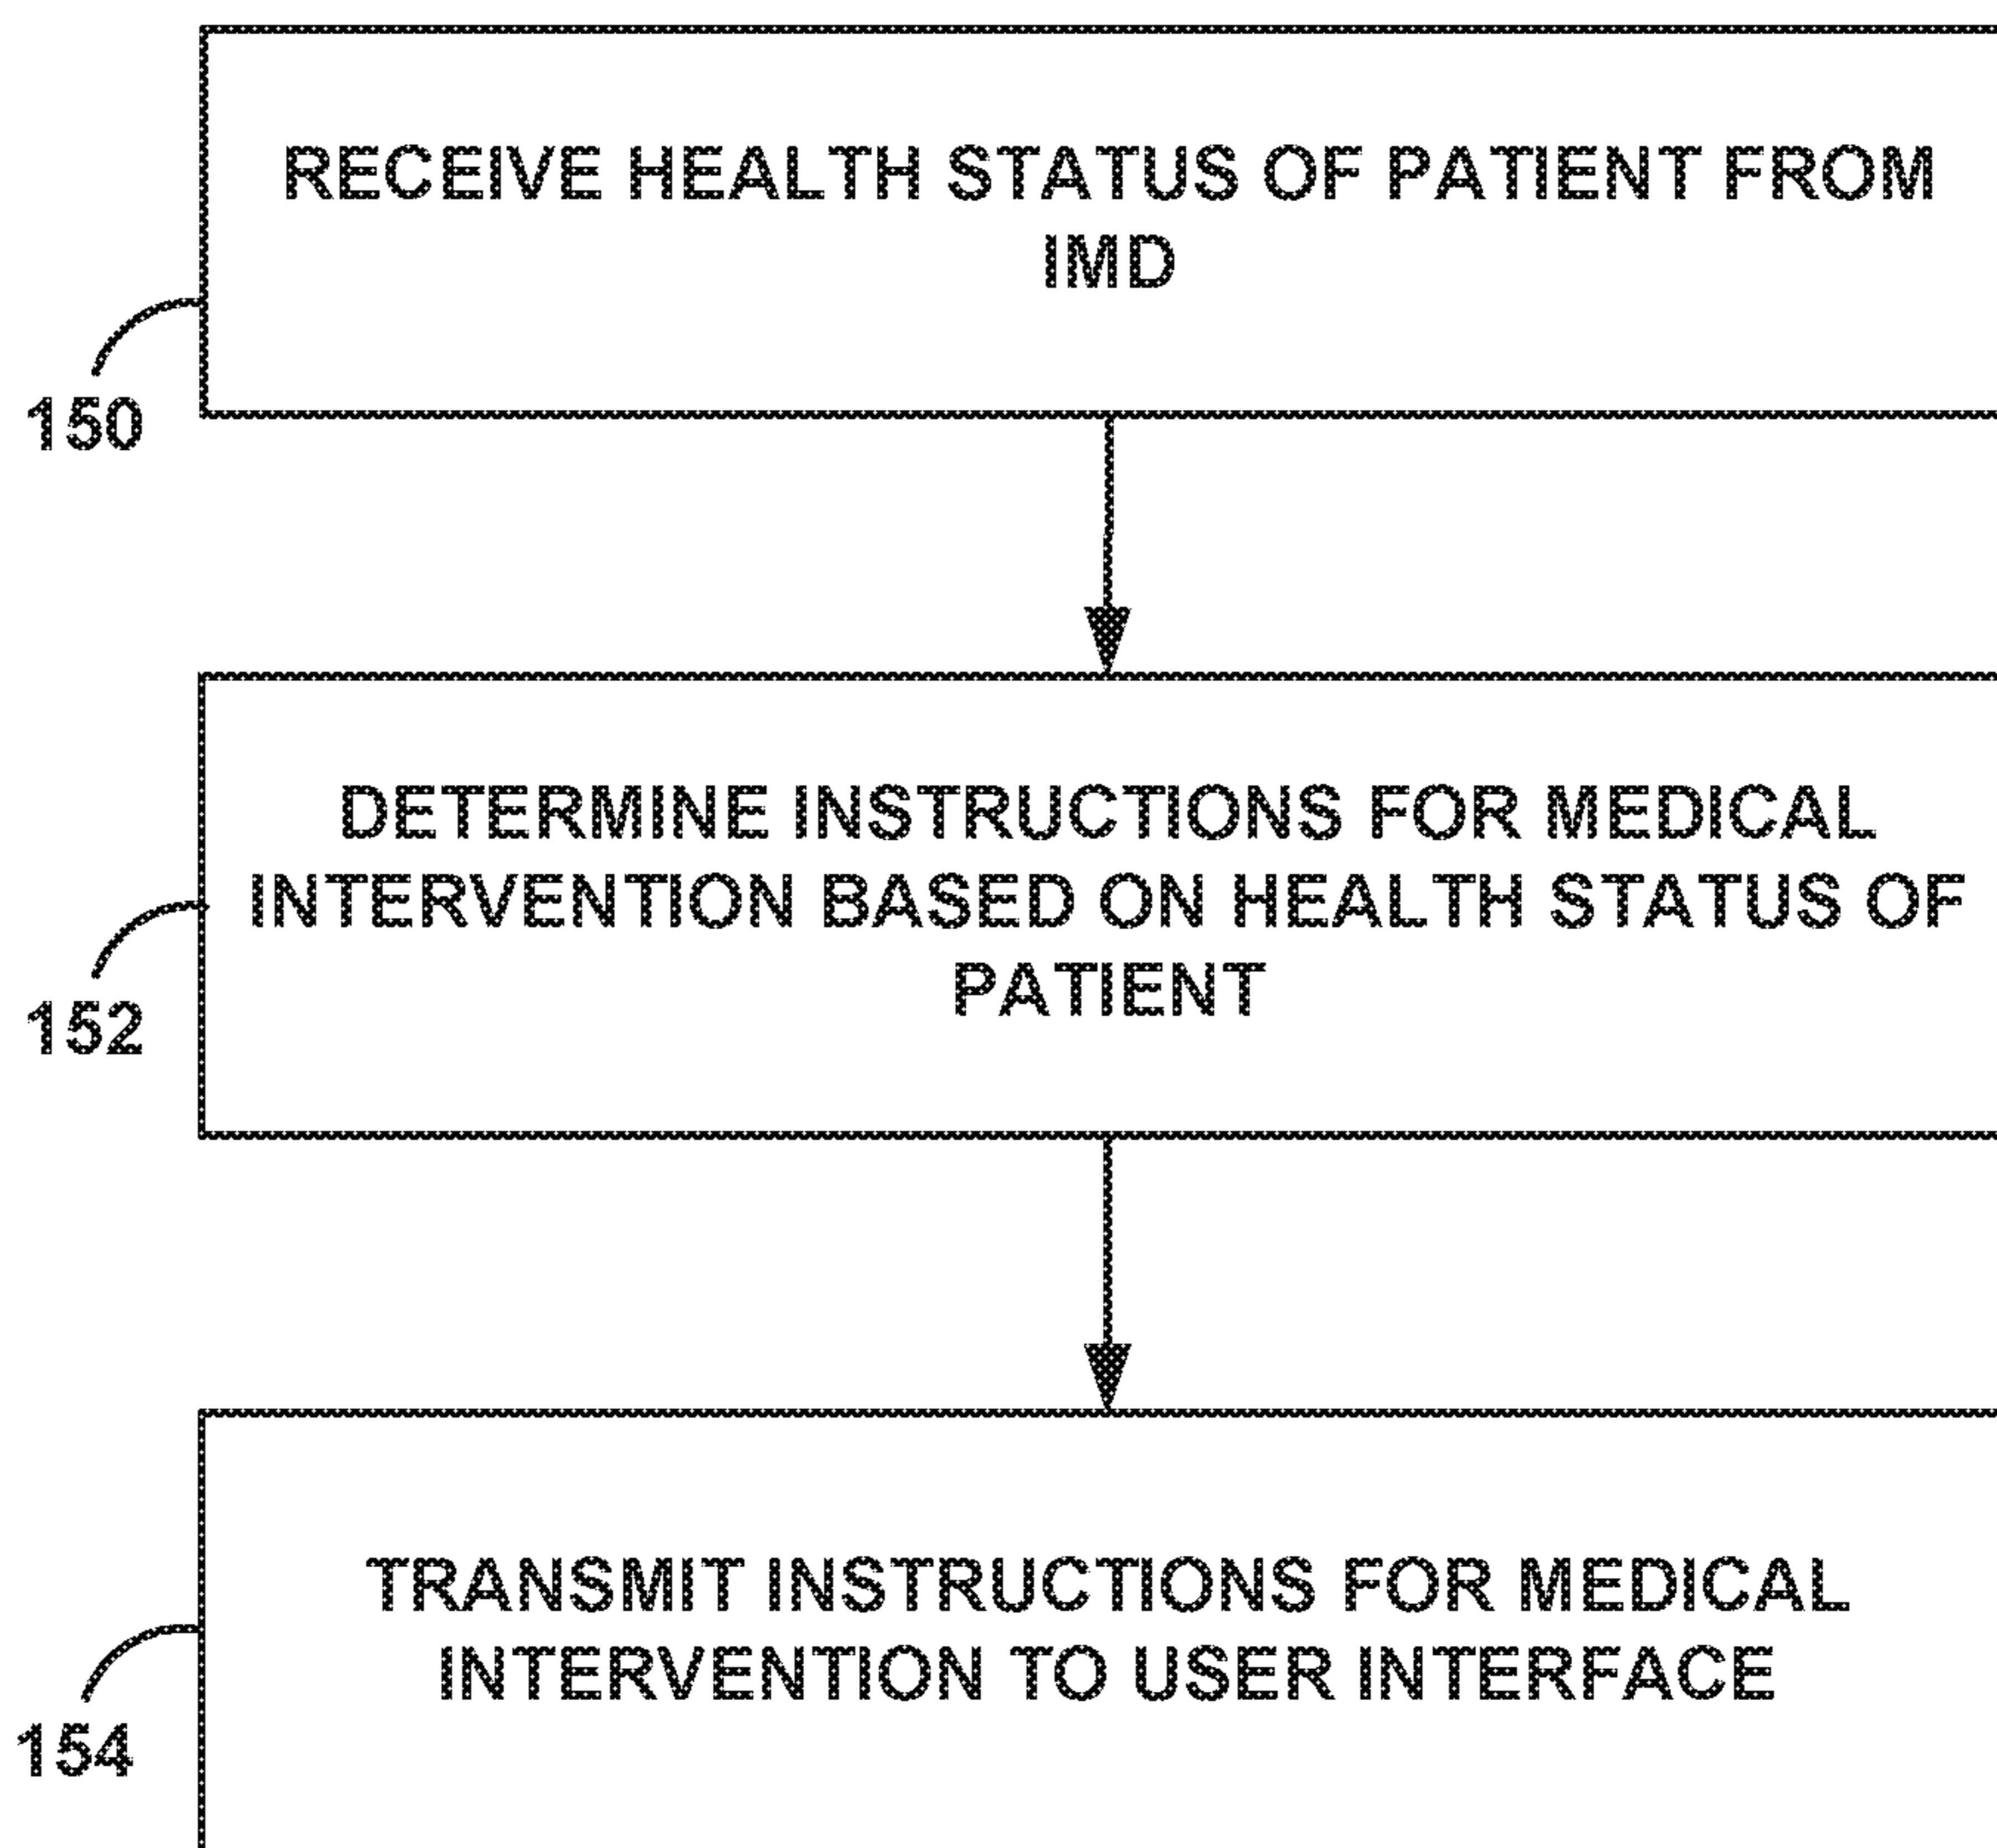 RECEIVE HEALTH STATUS OF PATIENT FROM
IMD
150
DETERMINE INSTRUCTIONS FOR MEDICAL
INTERVENTION BASED ON HEALTH STATUS OF
PATIENT
152
TRANSMIT INSTRUCTIONS FOR MEDICAL
INTERVENTION TO USER INTERFACE
154